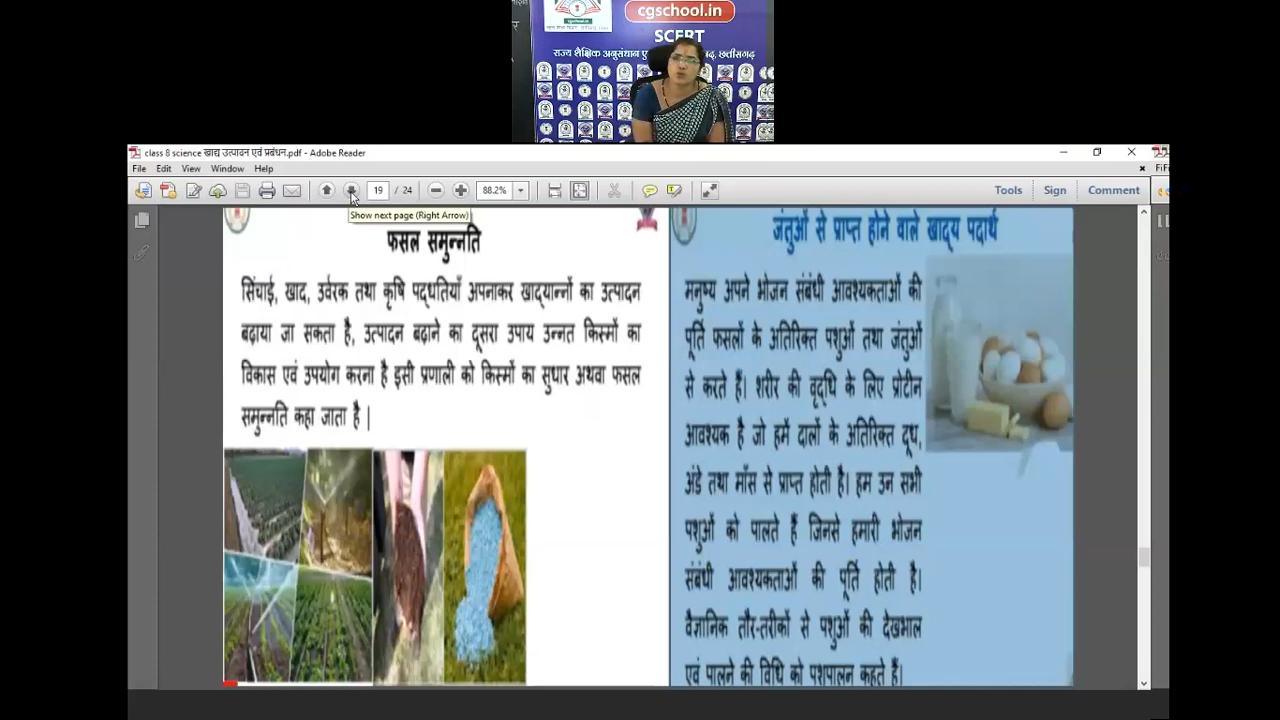 cgschool.in
cgschool.in
SCERT
राज्य शैक्षिक अनुसंधान
छत्तीसगढ़
class 8 science खाद्य उत्पादन एवं प्रबंधन.pdf - Adobe Reader
File Edit View Window Help
19 / 24 88.2% Tools Sign Comment
Show next page (Right Arrow)
फसल समुन्नति
सिंचाई, खाद, उर्वरक तथा कृषि पद्धतियाँ अपनाकर खाद्यान्नों का उत्पादन
बढ़ाया जा सकता है, उत्पादन बढ़ाने का दूसरा उपाय उन्नत किस्मों का
विकास एवं उपयोग करना है इसी प्रणाली को किस्मों का सुधार अथवा फसल
समुन्नति कहा जाता है |
जंतुओं से प्राप्त होने वाले खाद्य पदार्थ
मनुष्य अपने भोजन संबंधी आवश्यकताओं की
पूर्ति फसलों के अतिरिक्त पशुओं तथा जंतुओं
से करते हैं। शरीर की वृद्धि के लिए प्रोटीन
आवश्यक है जो हमें दालों के अतिरिक्त दूध,
अंडे तथा माँस से प्राप्त होती है। हम उन सभी
पशुओं को पालते हैं जिनसे हमारी भोजन
संबंधी आवश्यकताओं की पूर्ति होती है।
वैज्ञानिक तौर-तरीकों से पशुओं की देखभाल
एवं पालने की विधि को पशुपालन कहते हैं।